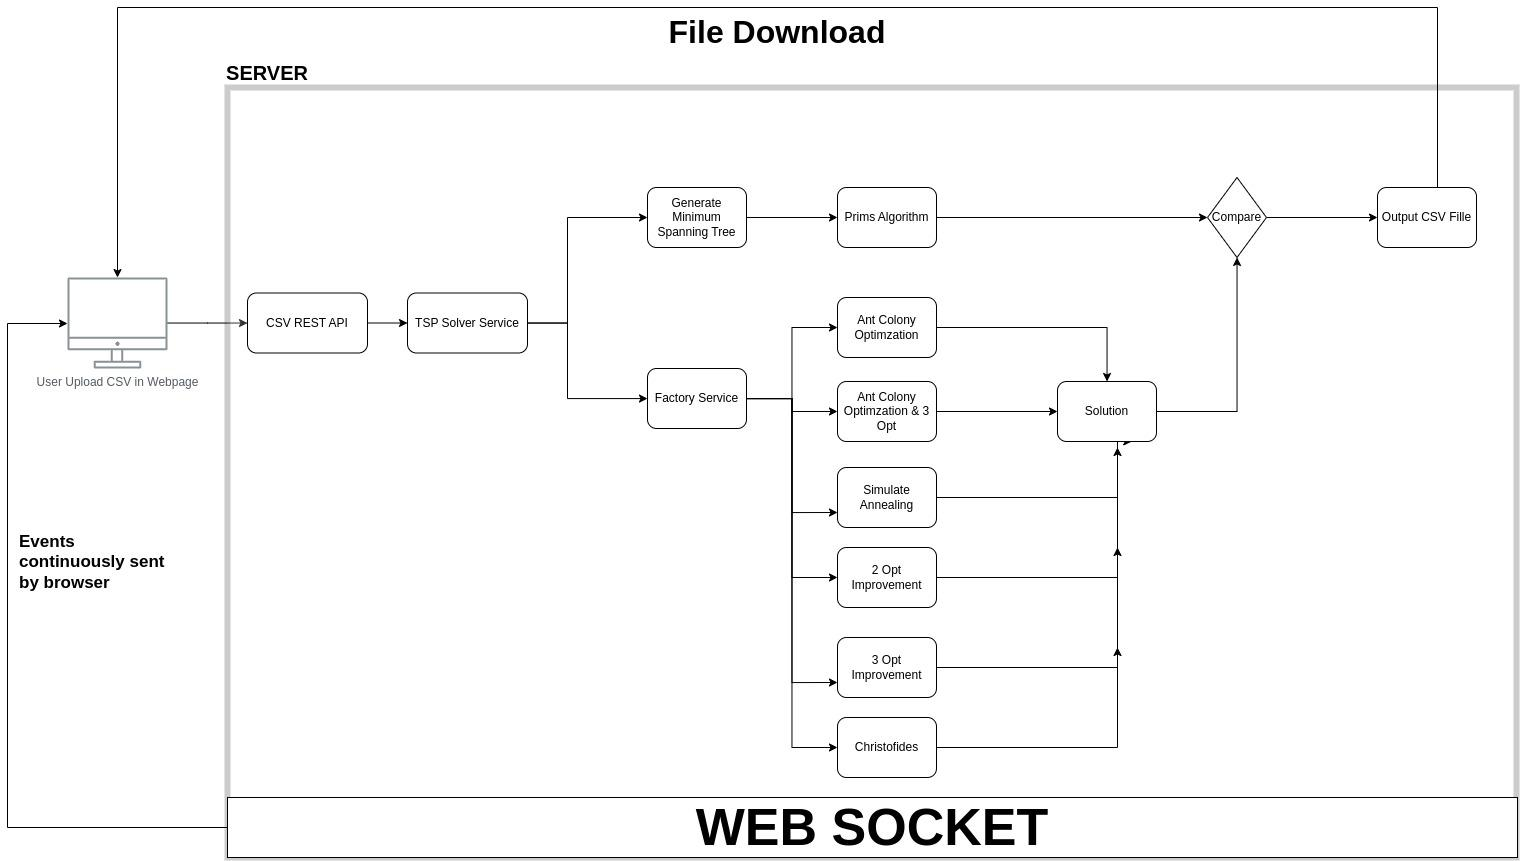 File Download
SERVER
Generate
Minimum
Spanning Tree
Prims Algorithm
Compare
Output CSV Fille
CSV REST API
TSP Solver Service
User Upload CSV in Webpage
Factory Service
Ant Colony
Optimzation
Ant Colony
Optimzation & 3
Opt
Solution
Simulate
Annealing
2 Opt
Improvement
3 Opt
Improvement
Christofides
Events
continuously sent
by browser
WEB SOCKET